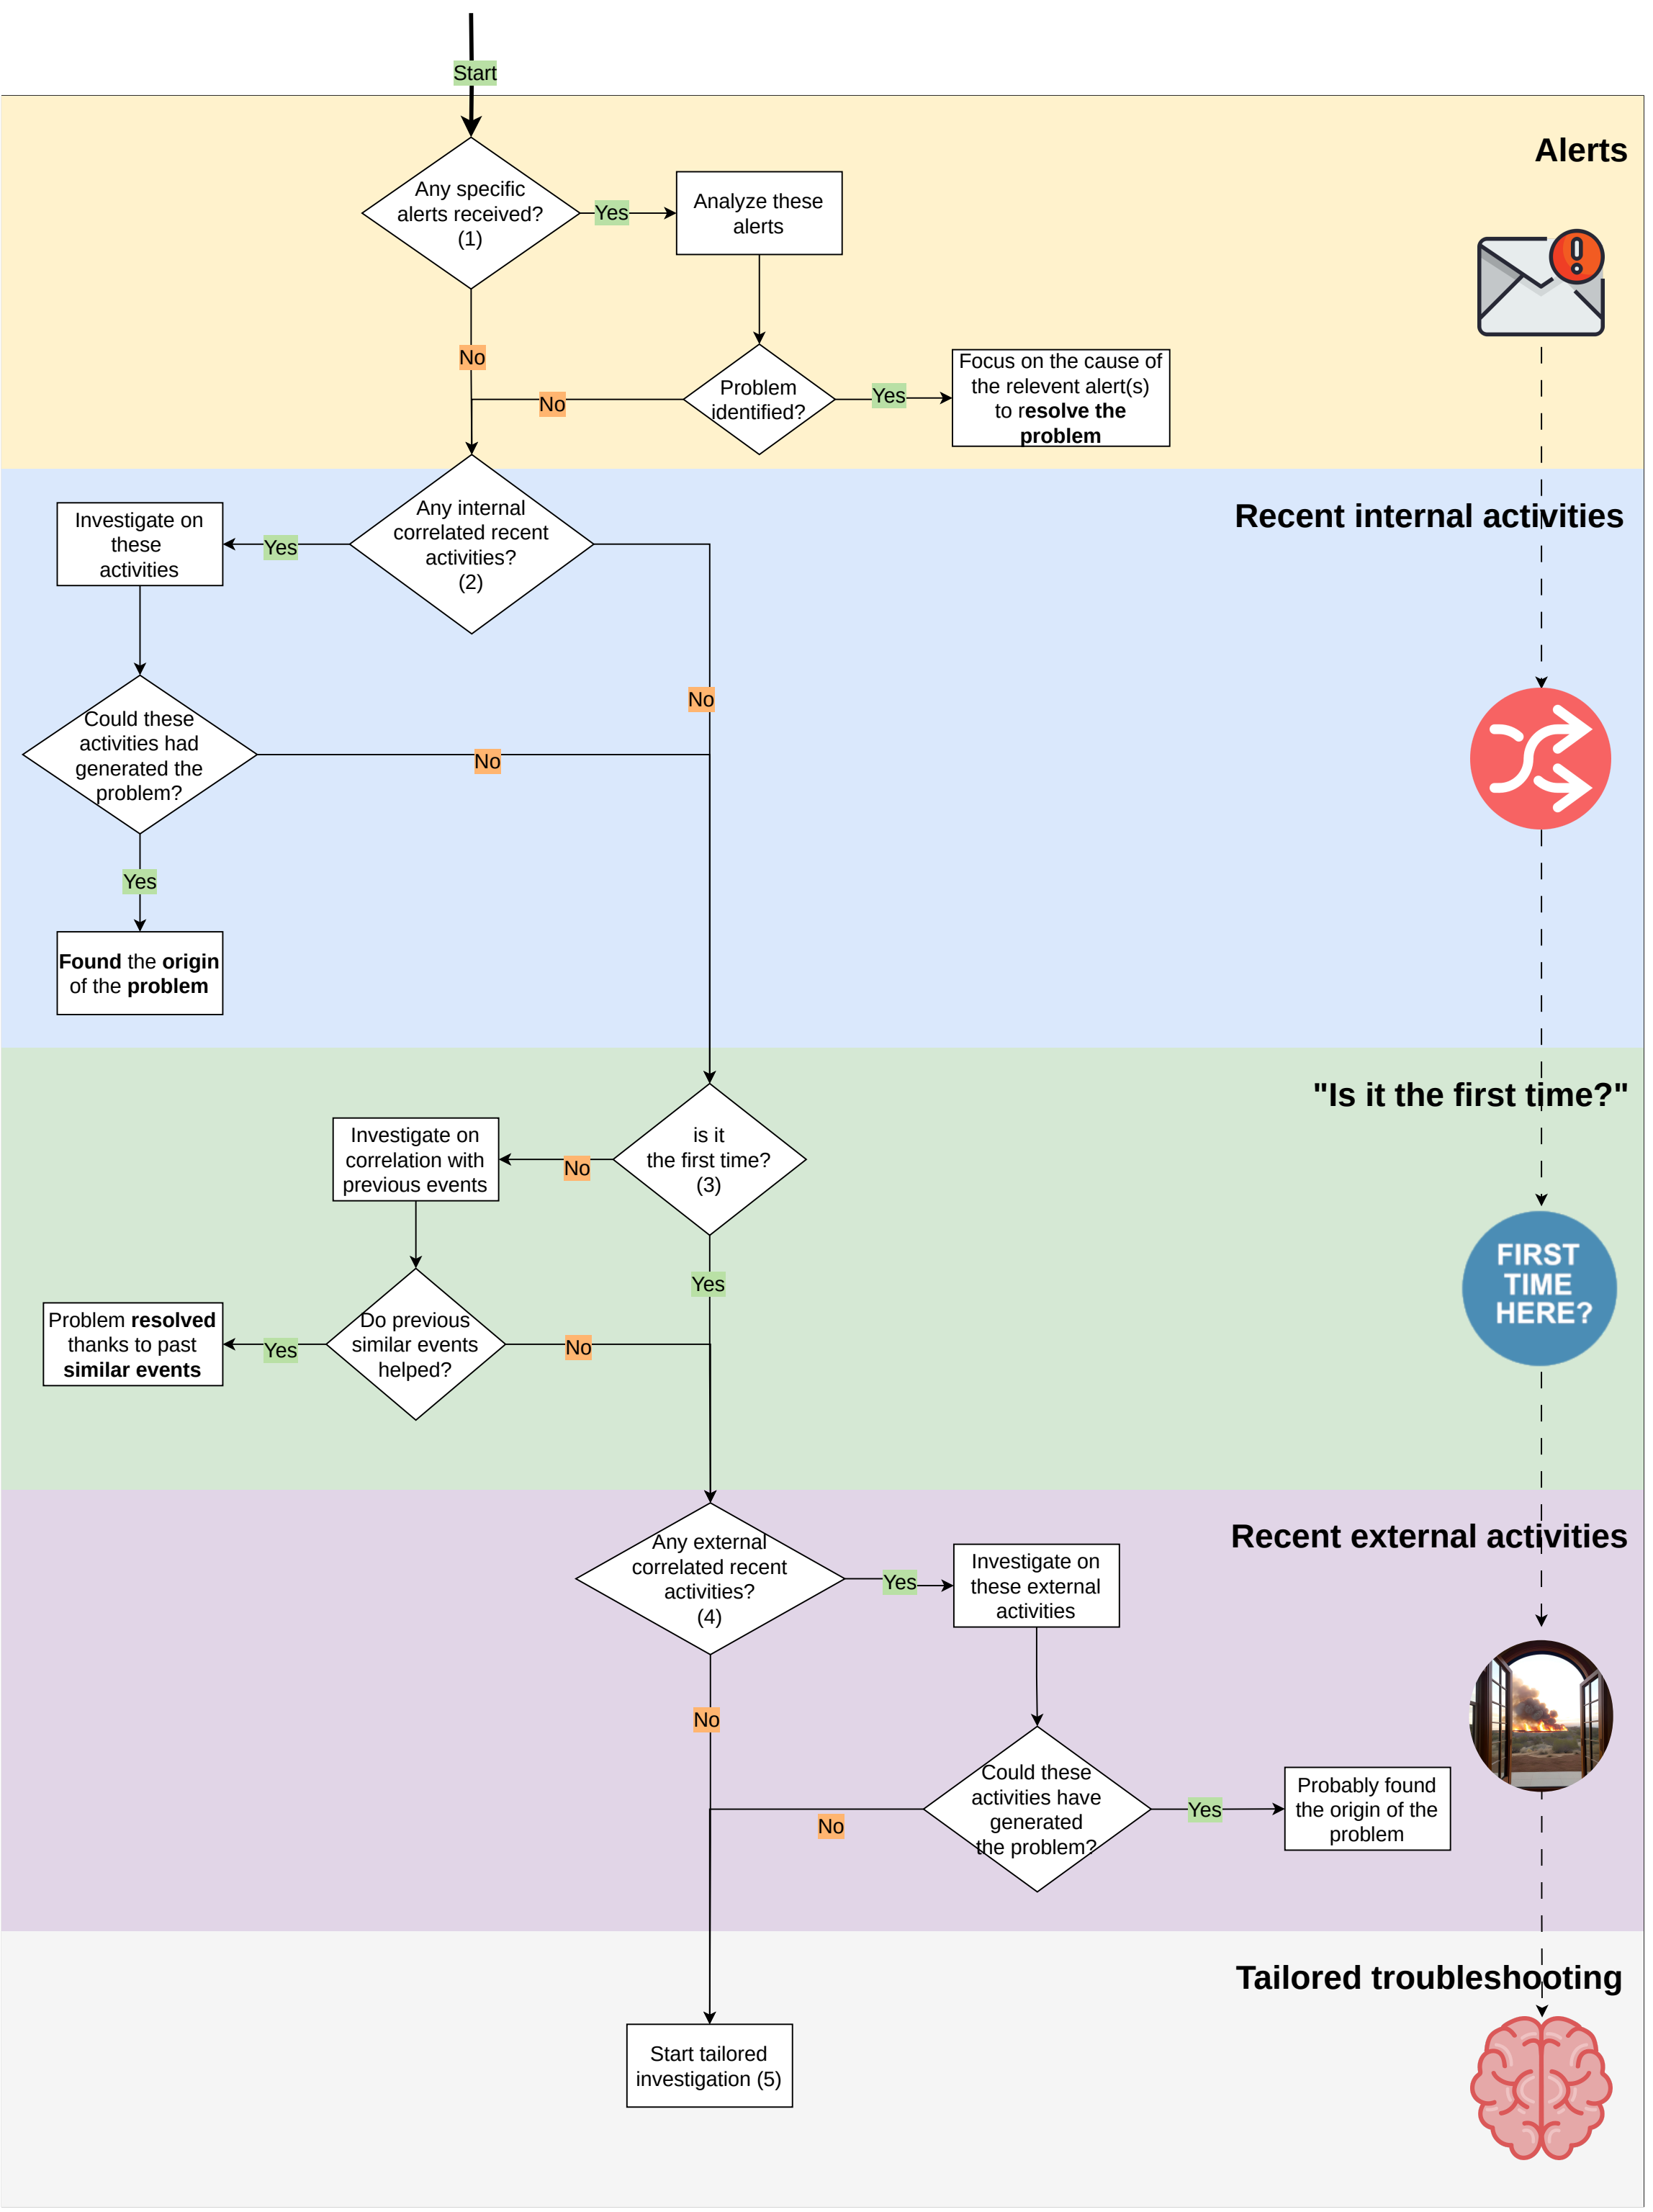 Start
Alerts
Any specific
alerts received?
(1)
Yes
Analyze these
alerts
No
Problem
identified?
No
Yes
Focus on the cause of
the relevent alert(s)
to resolve the
problem
Recent internal activities
Any internal
correlated recent
activities?
(2)
Yes
Investigate on
these
activities
No
Could these
activities had
generated the
problem?
No
Yes
Found the origin
of the problem
"Is it the first time?"
is it
the first time?
(3)
No
Investigate on
correlation with
previous events
Yes
FIRST
TIME
HERE?
Do previous
similar events
helped?
No
Yes
Problem resolved
thanks to past
similar events
Recent external activities
Any external
correlated recent
activities?
(4)
Yes
Investigate on
these external
activities
No
Could these
activities have
generated
the problem?
No
Yes
Probably found
the origin of the
problem
Tailored troubleshooting
Start tailored
investigation (5)